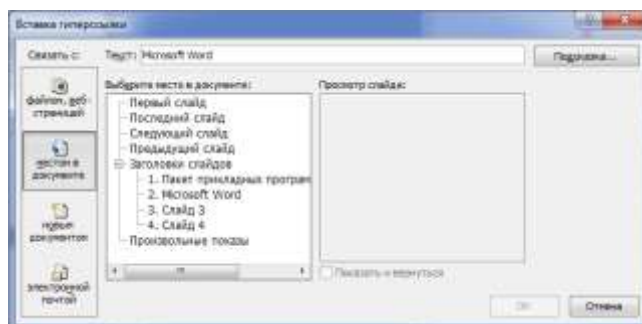 Вставка гиперссылки
Связать с:
Текст: Microsoft Word
Подсказка...
файлом, веб-
страницей
местом в
документе
новым
документом
электронной
почтой
Выберите место в документе:
Первый слайд
Последний слайд
Следующий слайд
Предыдущий слайд
Заголовки слайдов
1. Пакет прикладных програм
2. Microsoft Word
3. Слайд 3
4. Слайд 4
Произвольные показы
Просмотр слайда:
Показать и вернуться
ОК
Отмена